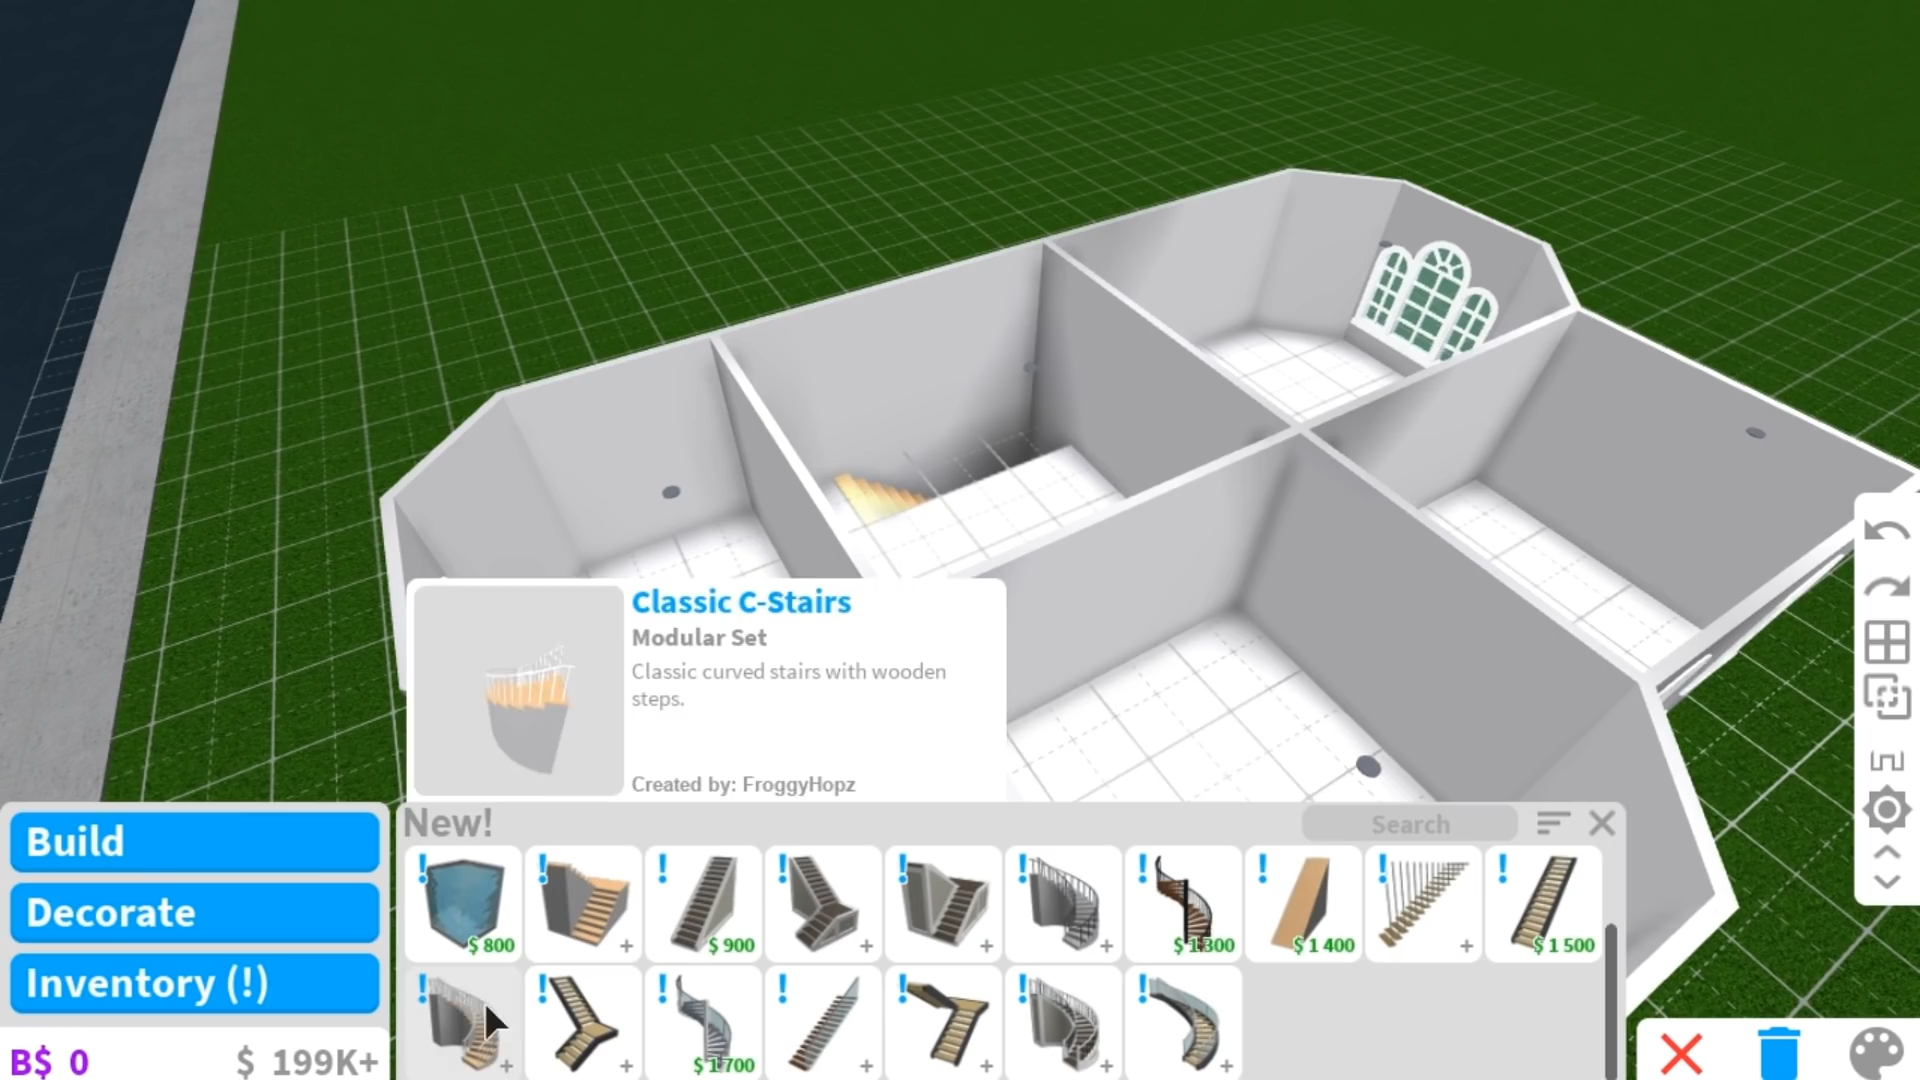 Classic C-Stairs
Modular Set
Classic curved stairs with wooden
steps.
Created by: FroggyHopz
New!
Search
Build
Decorate
Inventory (!)
B$ 0
$ 199K+
! $ 800
! +
! $ 900
! +
! +
! +
! $ 1 300
! $ 1 400
! +
! $ 1 500
! +
! +
! $ 1 700
! +
! +
! +
! +